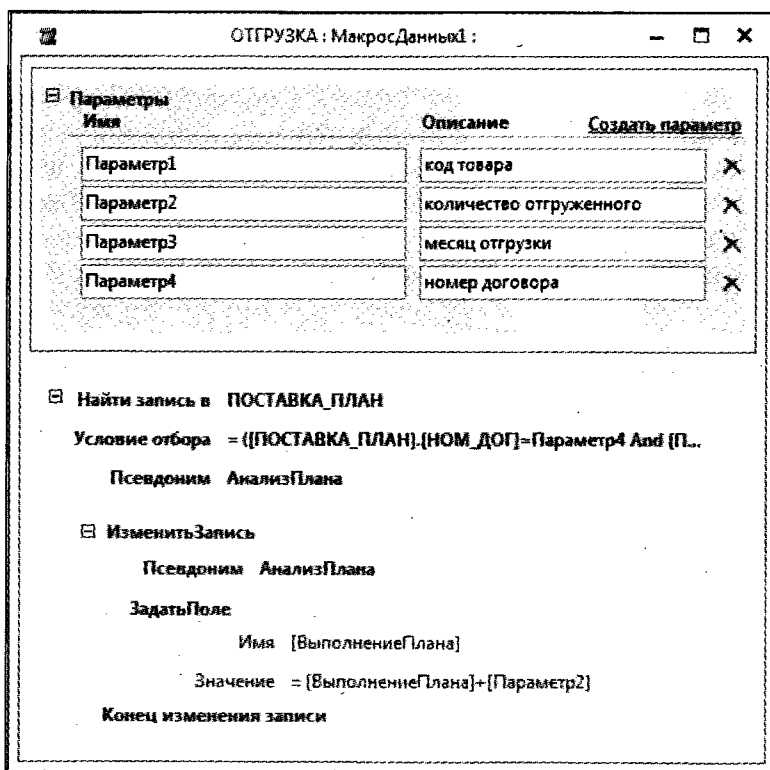 ОТГРУЗКА : МакросДанных1 :
Параметры
Имя Описание Создать параметр
Параметр1 код товара
Параметр2 количество отгруженного
Параметр3 месяц отгрузки
Параметр4 номер договора
Найти запись в ПОСТАВКА_ПЛАН
Условие отбора = ([ПОСТАВКА_ПЛАН].[НОМ_ДОГ]=Параметр4 And [П...
Псевдоним АнализПлана
ИзменитьЗапись
Псевдоним АнализПлана
ЗадатьПоле
Имя [ВыполнениеПлана]
Значение = [ВыполнениеПлана]+[Параметр2]
Конец изменения записи